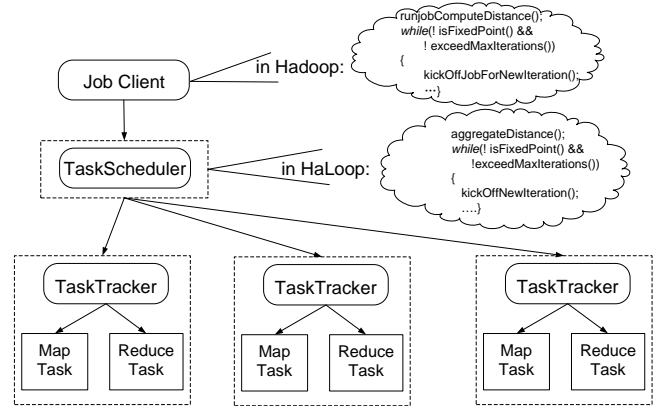 runjobComputeDistance();
while(! isFixedPoint() &&
! exceedMaxIterations())
{
kickOffJobForNewIteration();
...}
in Hadoop:
Job Client
aggregateDistance();
while(! isFixedPoint() &&
!exceedMaxIterations())
{
kickOffNewIteration();
....}
in HaLoop:
TaskScheduler
TaskTracker
TaskTracker
TaskTracker
Map
Task
Reduce
Task
Map
Task
Reduce
Task
Map
Task
Reduce
Task